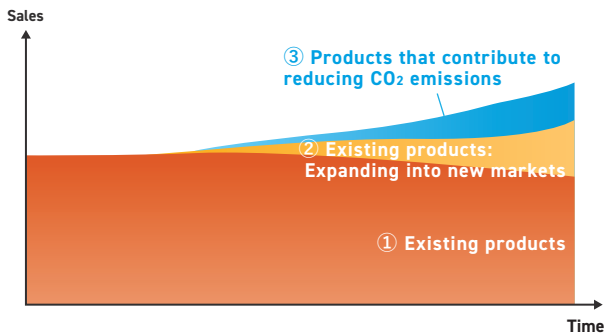 Sales
③ Products that contribute to
reducing CO₂ emissions
② Existing products:
Expanding into new markets
① Existing products
Time